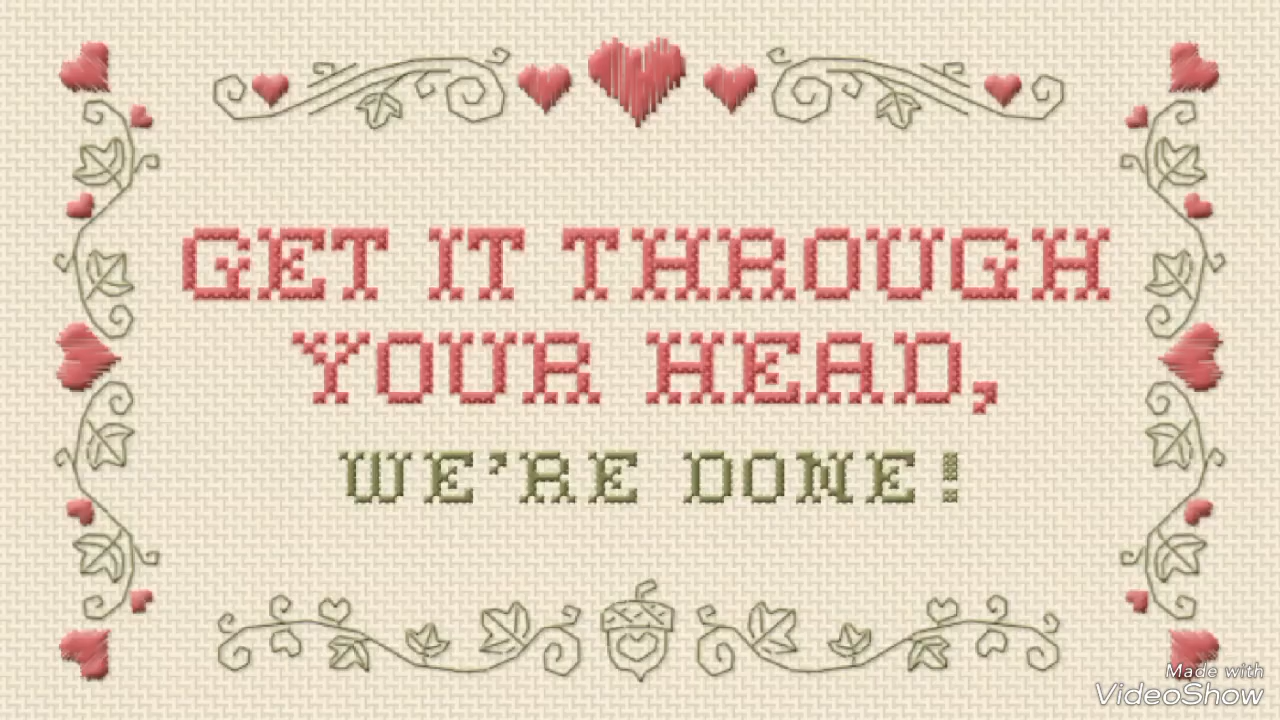 GET IT THROUGH
YOUR HEAD,
WE'RE DONE!
Made with
VideoShow